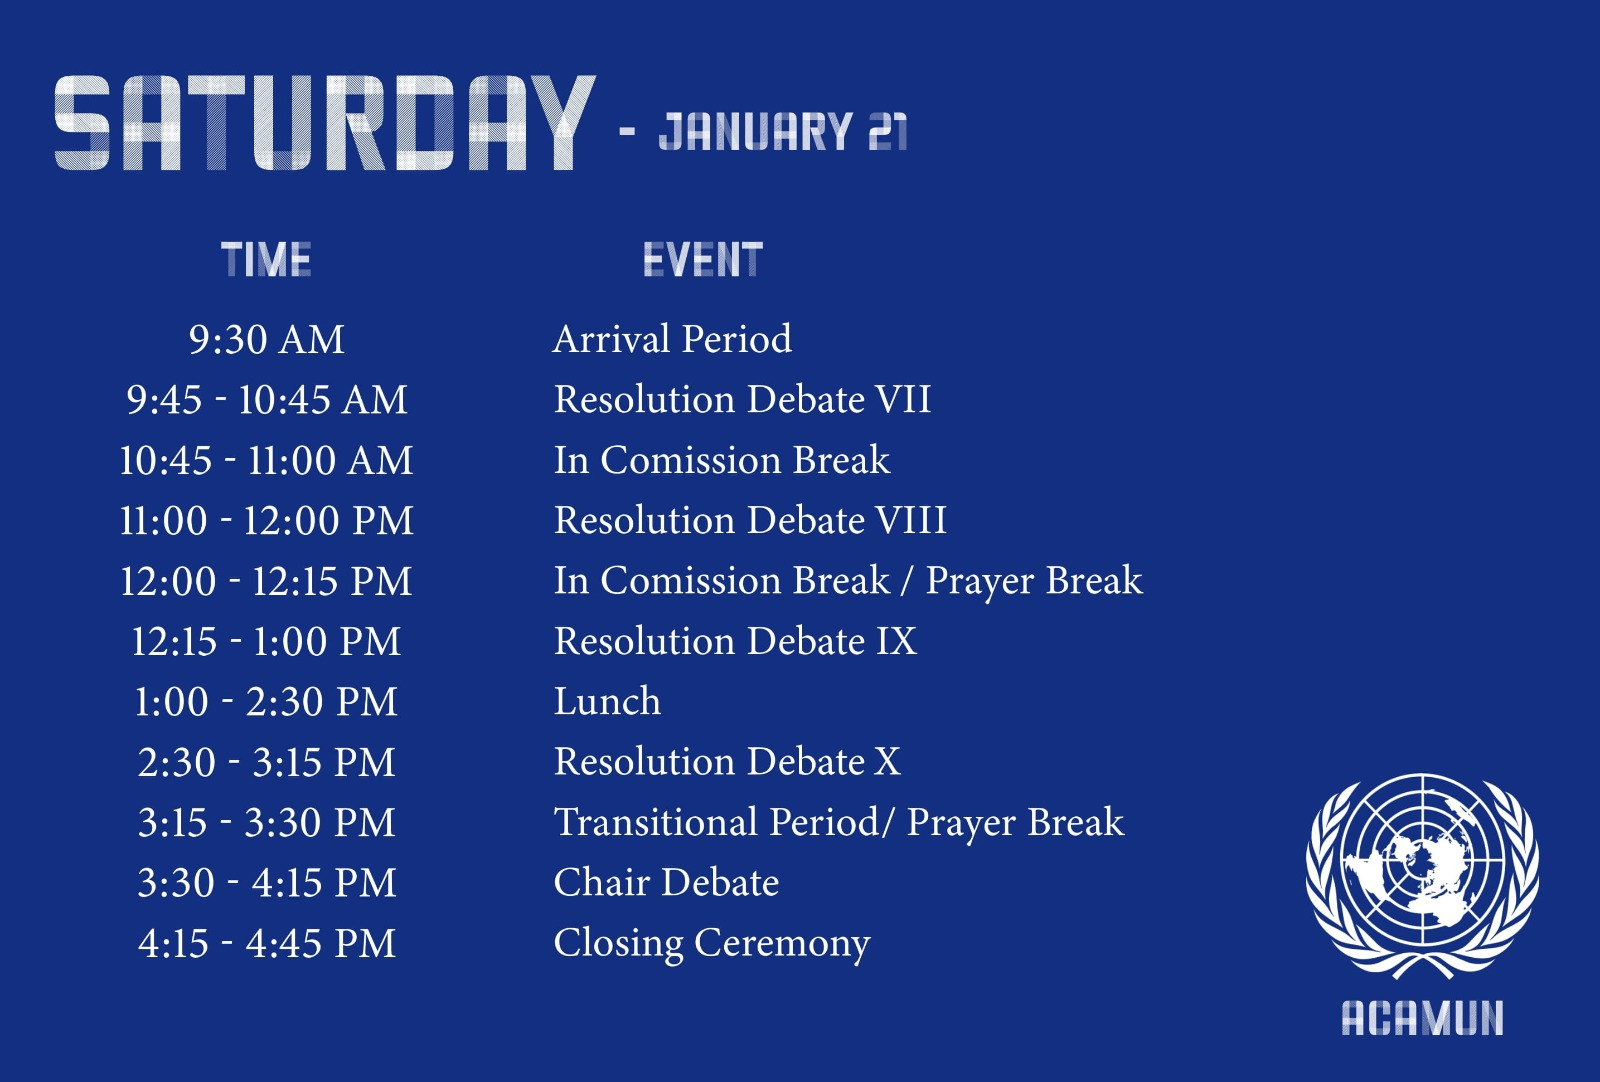 SATURDAY - JANUARY 21
TIME EVENT
9:30 AM Arrival Period
9:45 - 10:45 AM Resolution Debate VII
10:45 - 11:00 AM In Comission Break
11:00 - 12:00 PM Resolution Debate VIII
12:00 - 12:15 PM In Comission Break / Prayer Break
12:15 - 1:00 PM Resolution Debate IX
1:00 - 2:30 PM Lunch
2:30 - 3:15 PM Resolution Debate X
3:15 - 3:30 PM Transitional Period/ Prayer Break
3:30 - 4:15 PM Chair Debate
4:15 - 4:45 PM Closing Ceremony
ACAMUN